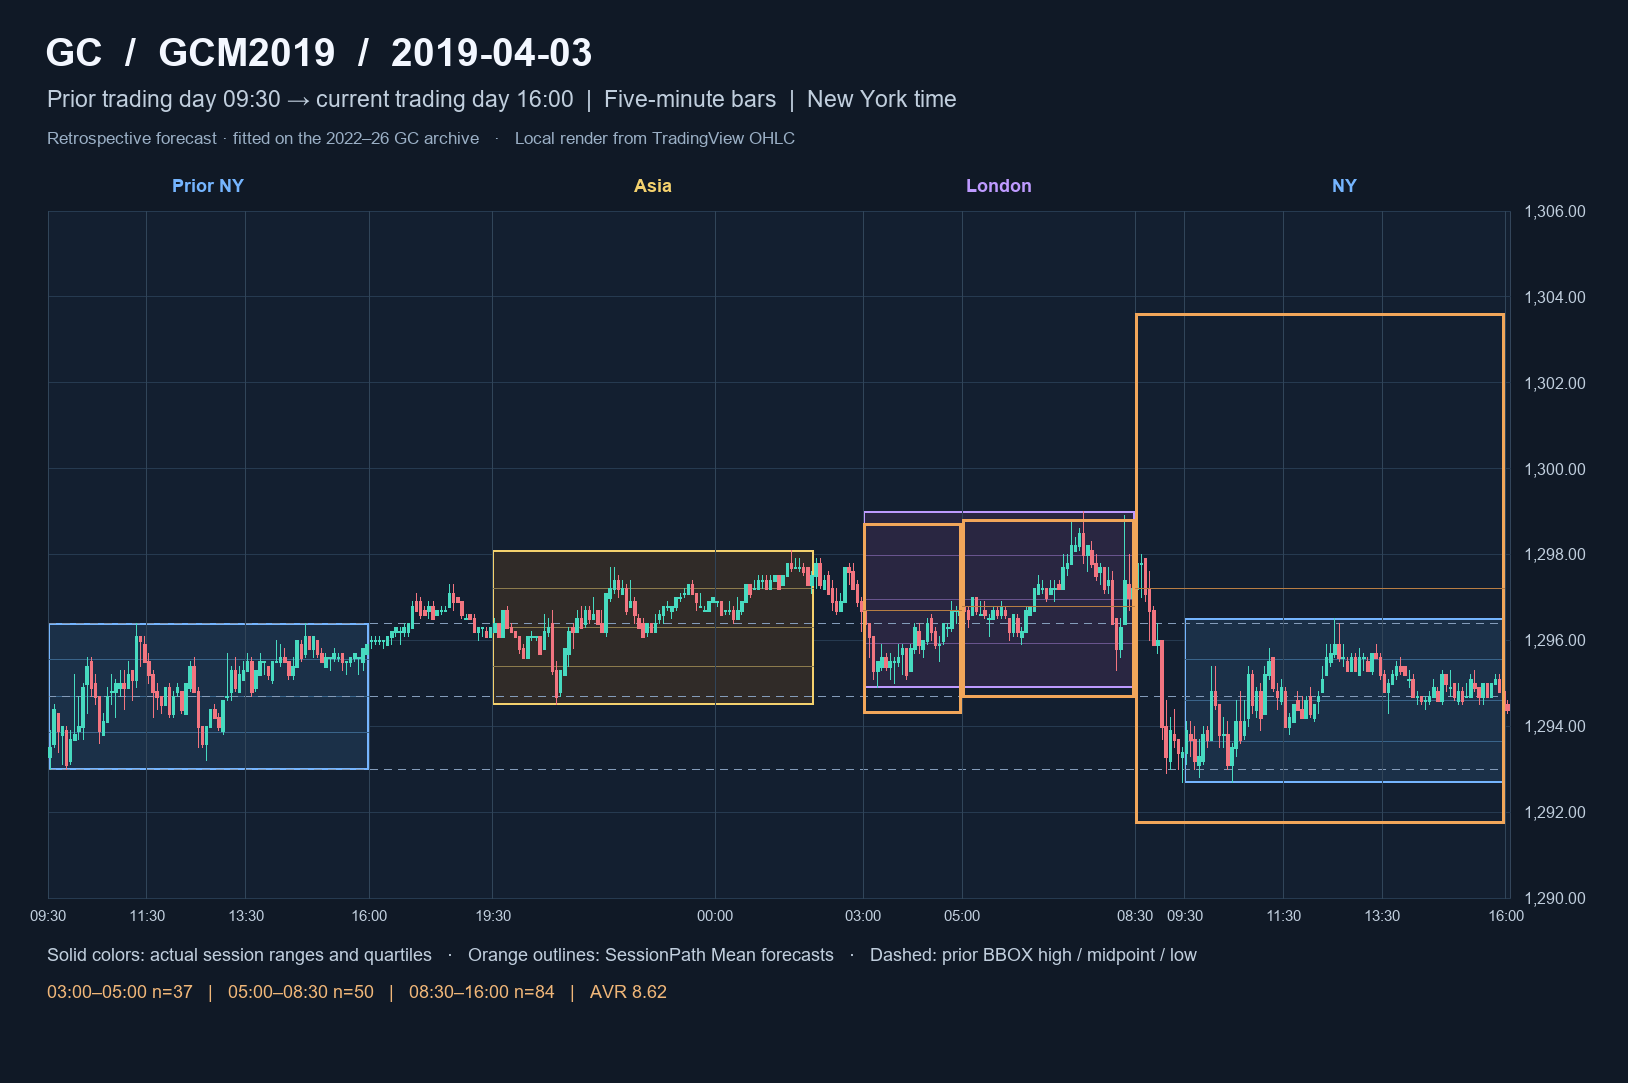 GC / GCM2019 / 2019-04-03
Prior trading day 09:30 → current trading day 16:00 | Five-minute bars | New York time
Retrospective forecast · fitted on the 2022–26 GC archive · Local render from TradingView OHLC
Prior NY Asia London NY
1,306.00
1,304.00
1,302.00
1,300.00
1,298.00
1,296.00
1,294.00
1,292.00
1,290.00
09:30 11:30 13:30 16:00 19:30 00:00 03:00 05:00 08:30 09:30 11:30 13:30 16:00
Solid colors: actual session ranges and quartiles · Orange outlines: SessionPath Mean forecasts · Dashed: prior BBOX high / midpoint / low
03:00–05:00 n=37 | 05:00–08:30 n=50 | 08:30–16:00 n=84 | AVR 8.62